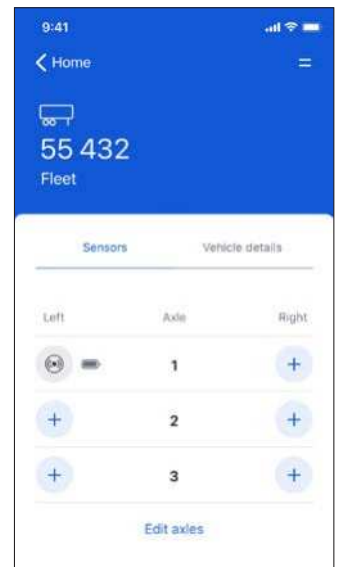 9:41
Home
55 432
Fleet
Sensors Vehicle details
Left Axle Right
1
2
3
Edit axles